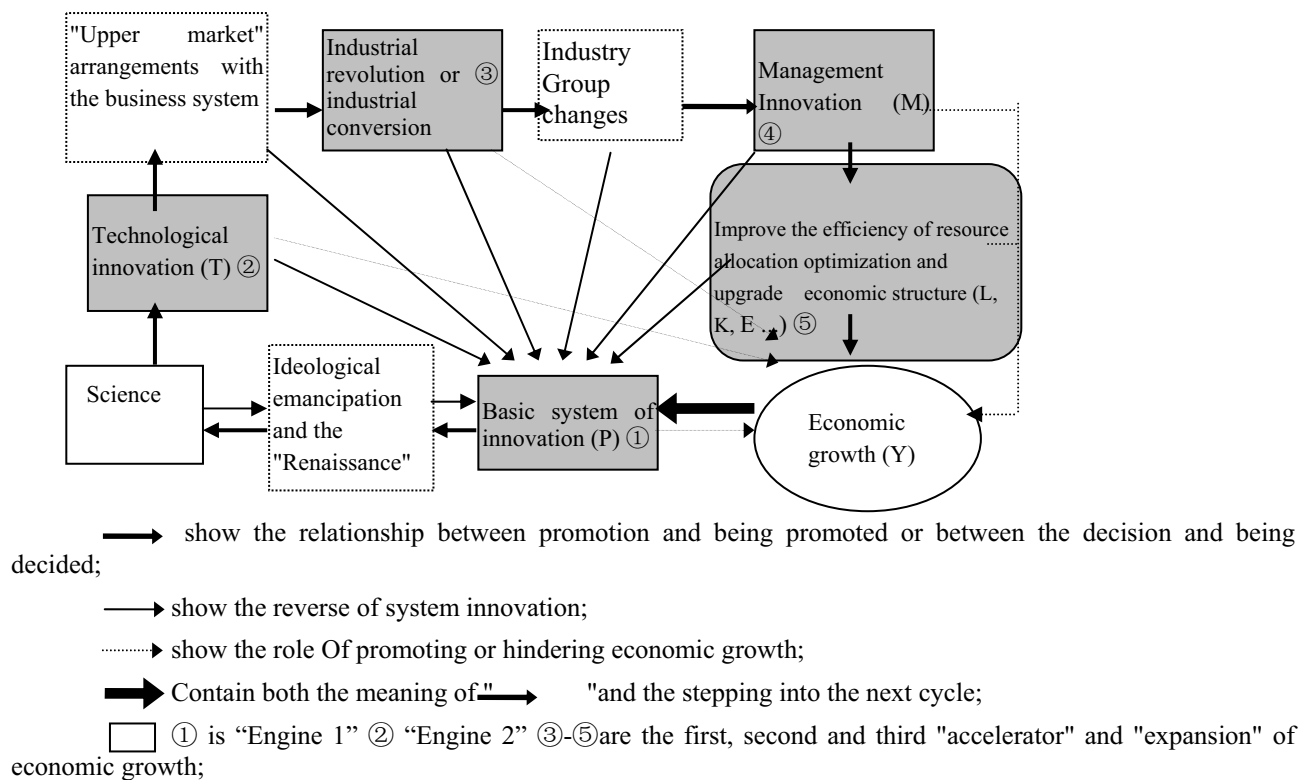 "Upper market"
arrangements with
the business system
Industrial
revolution or ③
industrial
conversion
Industry
Group
changes
Management
Innovation (M)
④
Technological
innovation (T) ②
Improve the efficiency of resource
allocation optimization and
upgrade economic structure (L,
K, E ...) ⑤
Science
Ideological
emancipation
and the
"Renaissance"
Basic system of
innovation (P) ①
Economic
growth (Y)
show the relationship between promotion and being promoted or between the decision and being
decided;
show the reverse of system innovation;
show the role Of promoting or hindering economic growth;
Contain both the meaning of " "and the stepping into the next cycle;
① is “Engine 1” ② “Engine 2” ③-⑤are the first, second and third "accelerator" and "expansion" of
economic growth;